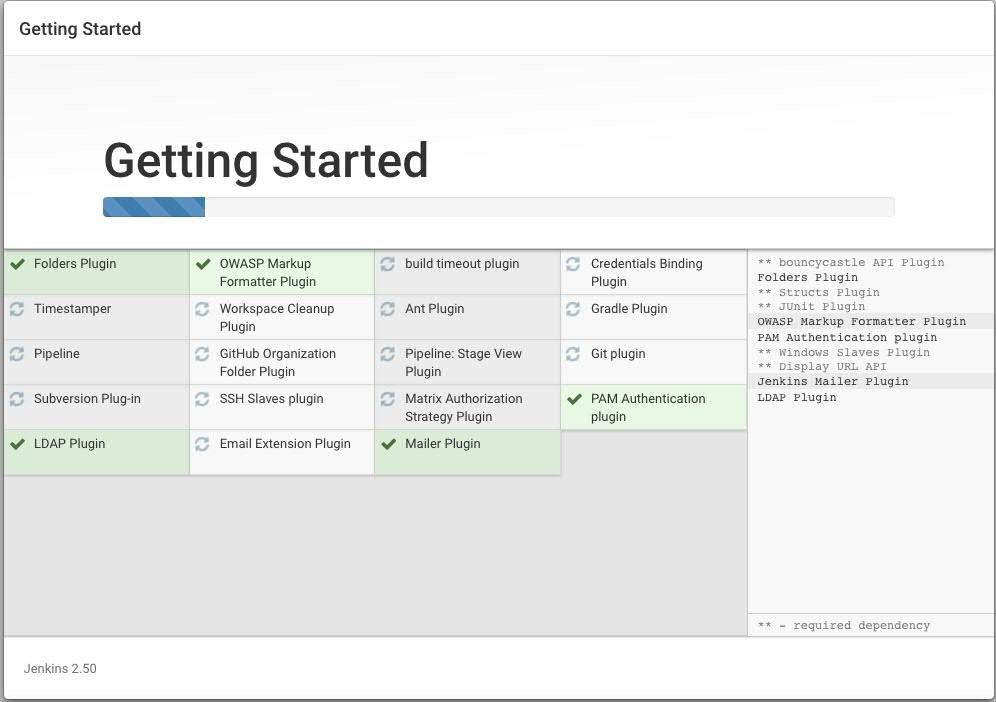 Getting Started
Getting Started
Folders Plugin
OWASP Markup
Formatter Plugin
build timeout plugin
Credentials Binding
Plugin
Timestamper
Workspace Cleanup
Plugin
Ant Plugin
Gradle Plugin
Pipeline
GitHub Organization
Folder Plugin
Pipeline: Stage View
Plugin
Git plugin
Subversion Plug-in
SSH Slaves plugin
Matrix Authorization
Strategy Plugin
PAM Authentication
plugin
LDAP Plugin
Email Extension Plugin
Mailer Plugin
** bouncycastle API Plugin
Folders Plugin
** Structs Plugin
** JUnit Plugin
OWASP Markup Formatter Plugin
PAM Authentication plugin
** Windows Slaves Plugin
** Display URL API
Jenkins Mailer Plugin
LDAP Plugin
** - required dependency
Jenkins 2.50